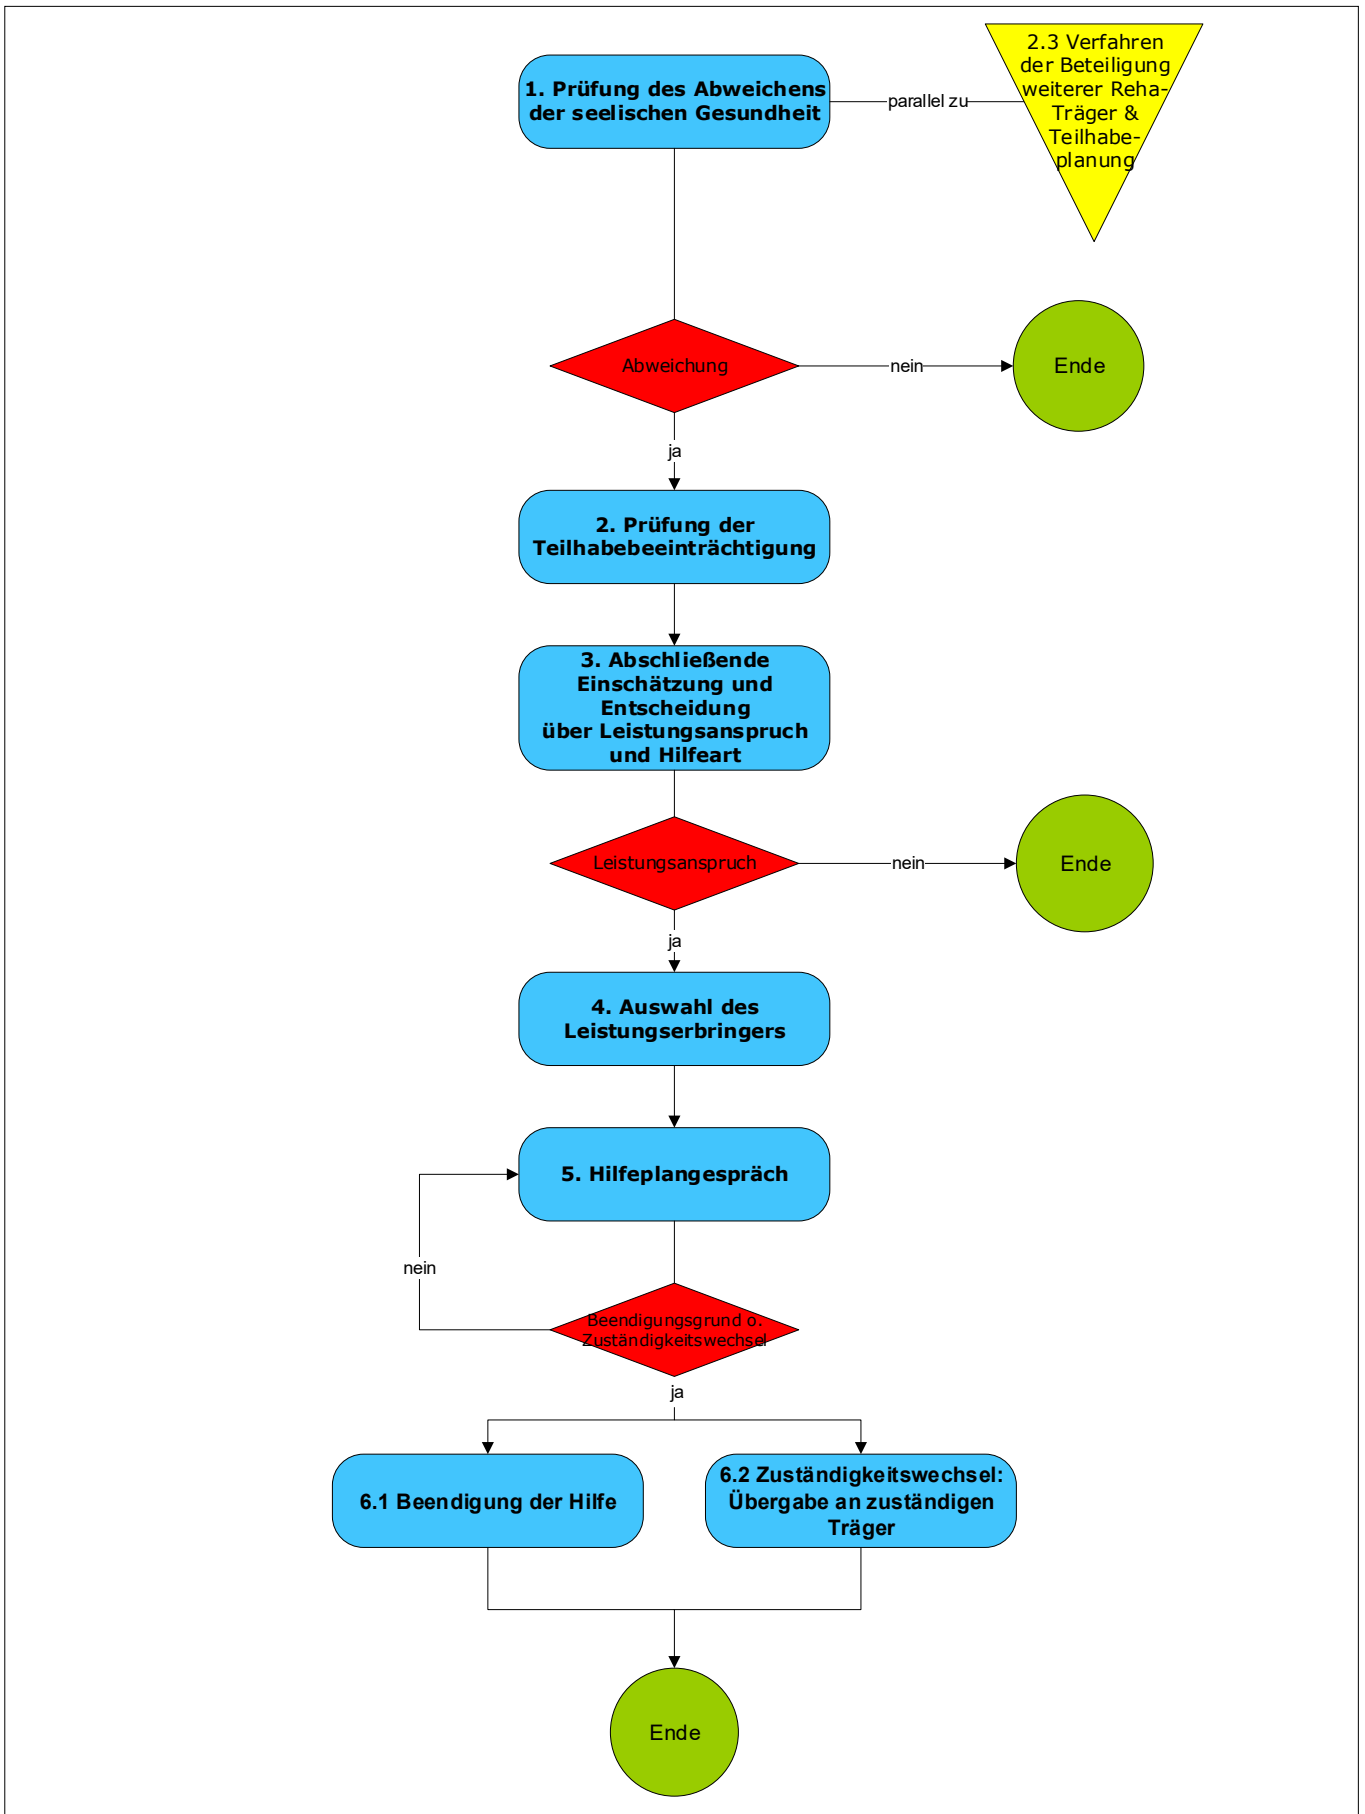 1. Prüfung des Abweichens
der seelischen Gesundheit
parallel zu
2.3 Verfahren
der Beteiligung
weiterer Reha-
Träger &
Teilhabe-
planung
Abweichung
nein
Ende
ja
2. Prüfung der
Teilhabebeeinträchtigung
3. Abschließende
Einschätzung und
Entscheidung
über Leistungsanspruch
und Hilfeart
Leistungsanspruch
nein
Ende
ja
4. Auswahl des
Leistungserbringers
5. Hilfeplangespräch
nein
Beendigungsgrund o.
Zuständigkeitswechsel
ja
6.1 Beendigung der Hilfe
6.2 Zuständigkeitswechsel:
Übergabe an zuständigen
Träger
Ende